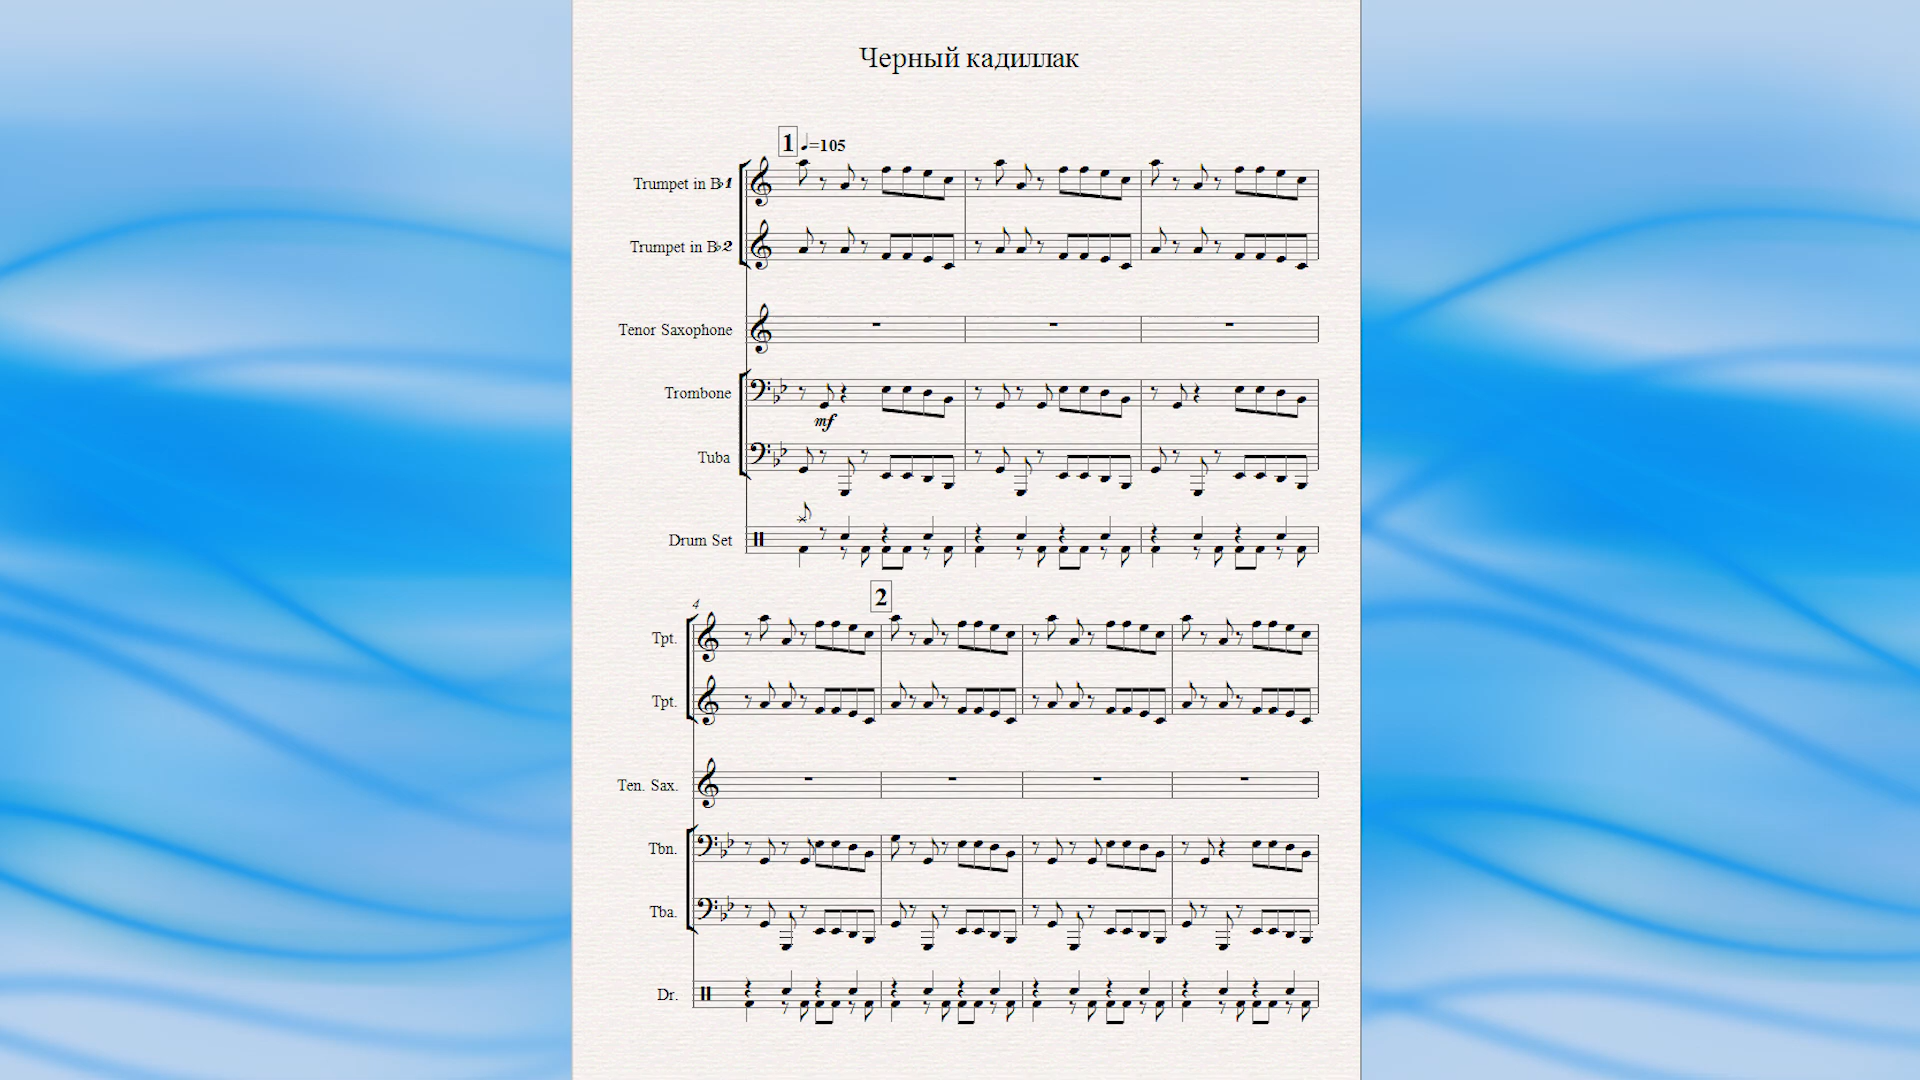 Черный кадиллак
1 ♩=105
Trumpet in B♭1
Trumpet in B♭2
Tenor Saxophone
Trombone
mf
Tuba
Drum Set
2
4
Tpt.
Tpt.
Ten. Sax.
Tbn.
Tba.
Dr.